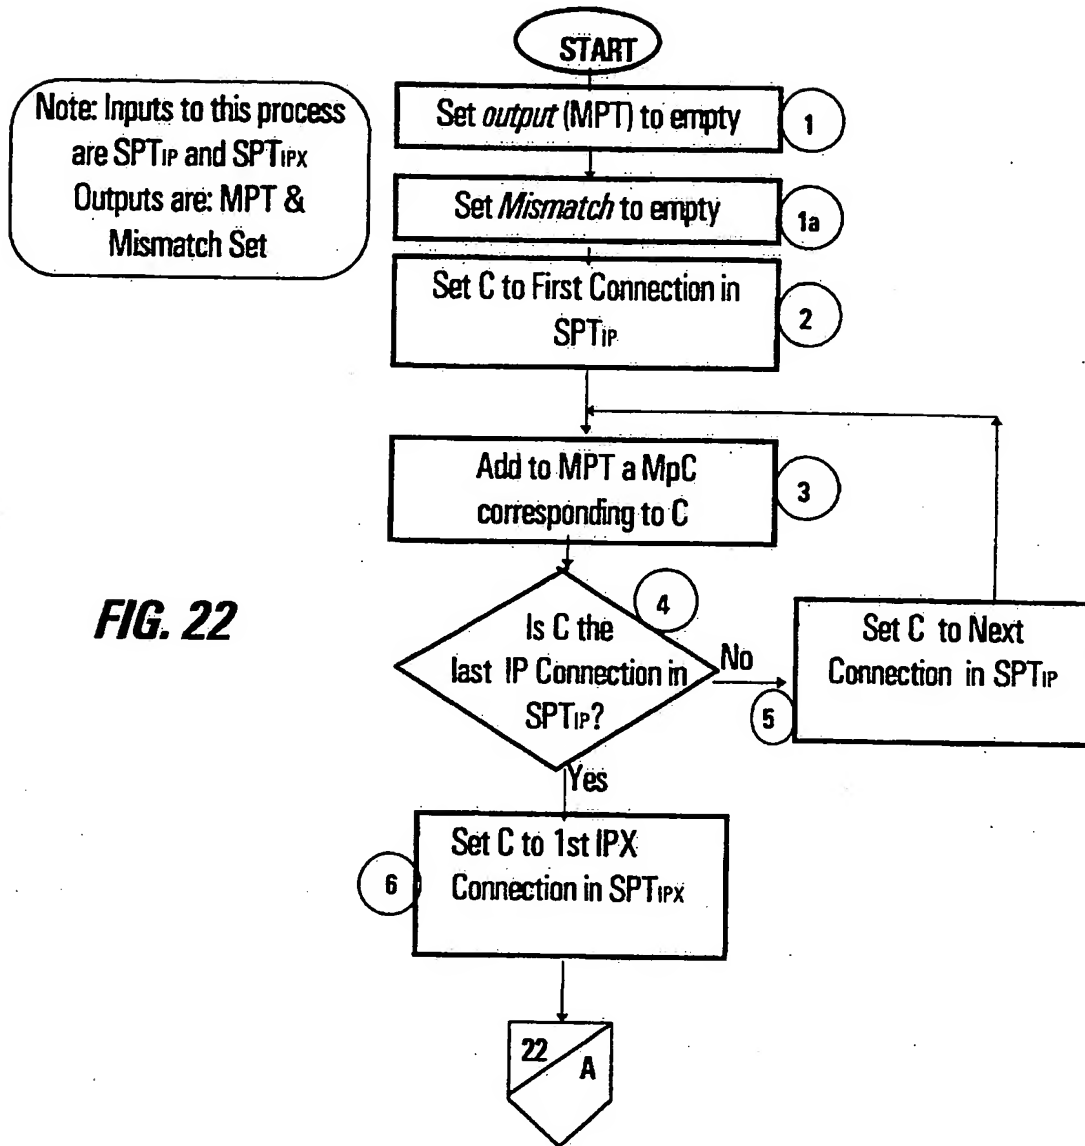 START
Note: Inputs to this process
are SPTIP and SPTIPX
Outputs are: MPT &
Mismatch Set
Set output (MPT) to empty
1
Set Mismatch to empty
1a
Set C to First Connection in
SPTIP
2
Add to MPT a MpC
corresponding to C
3
FIG. 22
4
Is C the
last IP Connection in
SPTIP?
No
5
Set C to Next
Connection in SPTIP
Yes
6
Set C to 1st IPX
Connection in SPTIPX
22
A